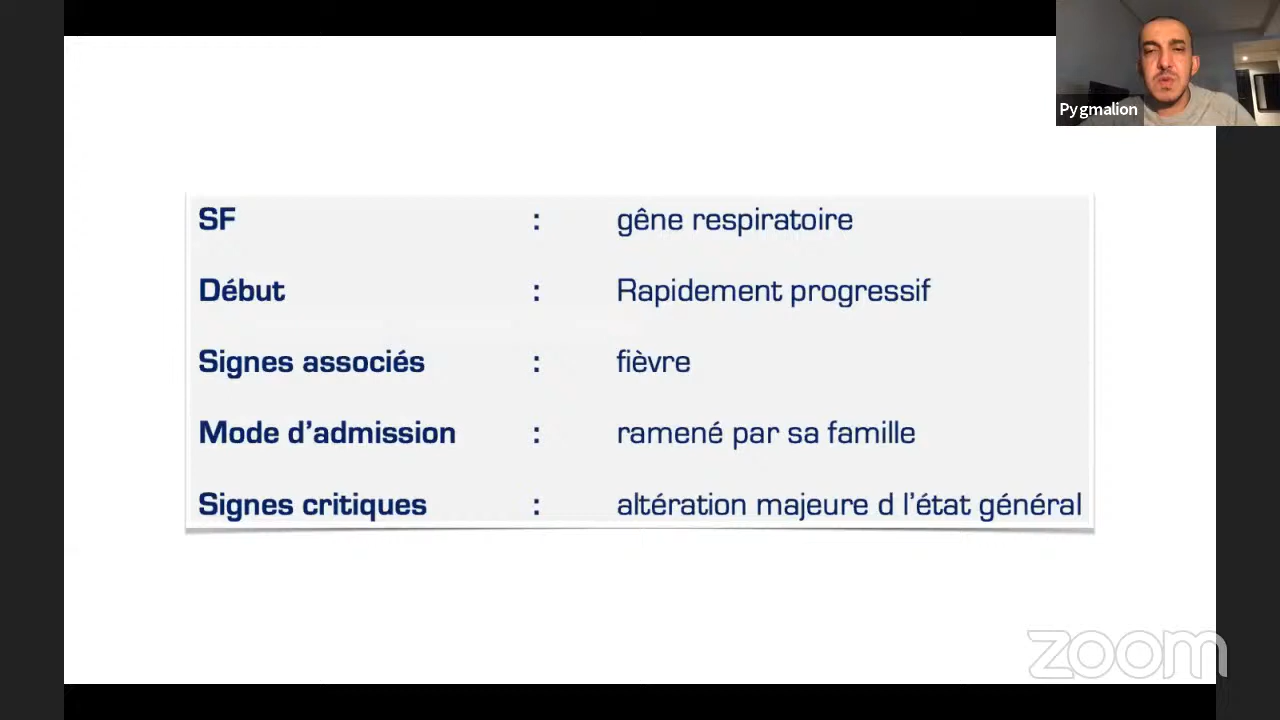 Pygmalion
SF : gêne respiratoire
Début : Rapidement progressif
Signes associés : fièvre
Mode d'admission : ramené par sa famille
Signes critiques : altération majeure d l'état général
zoom